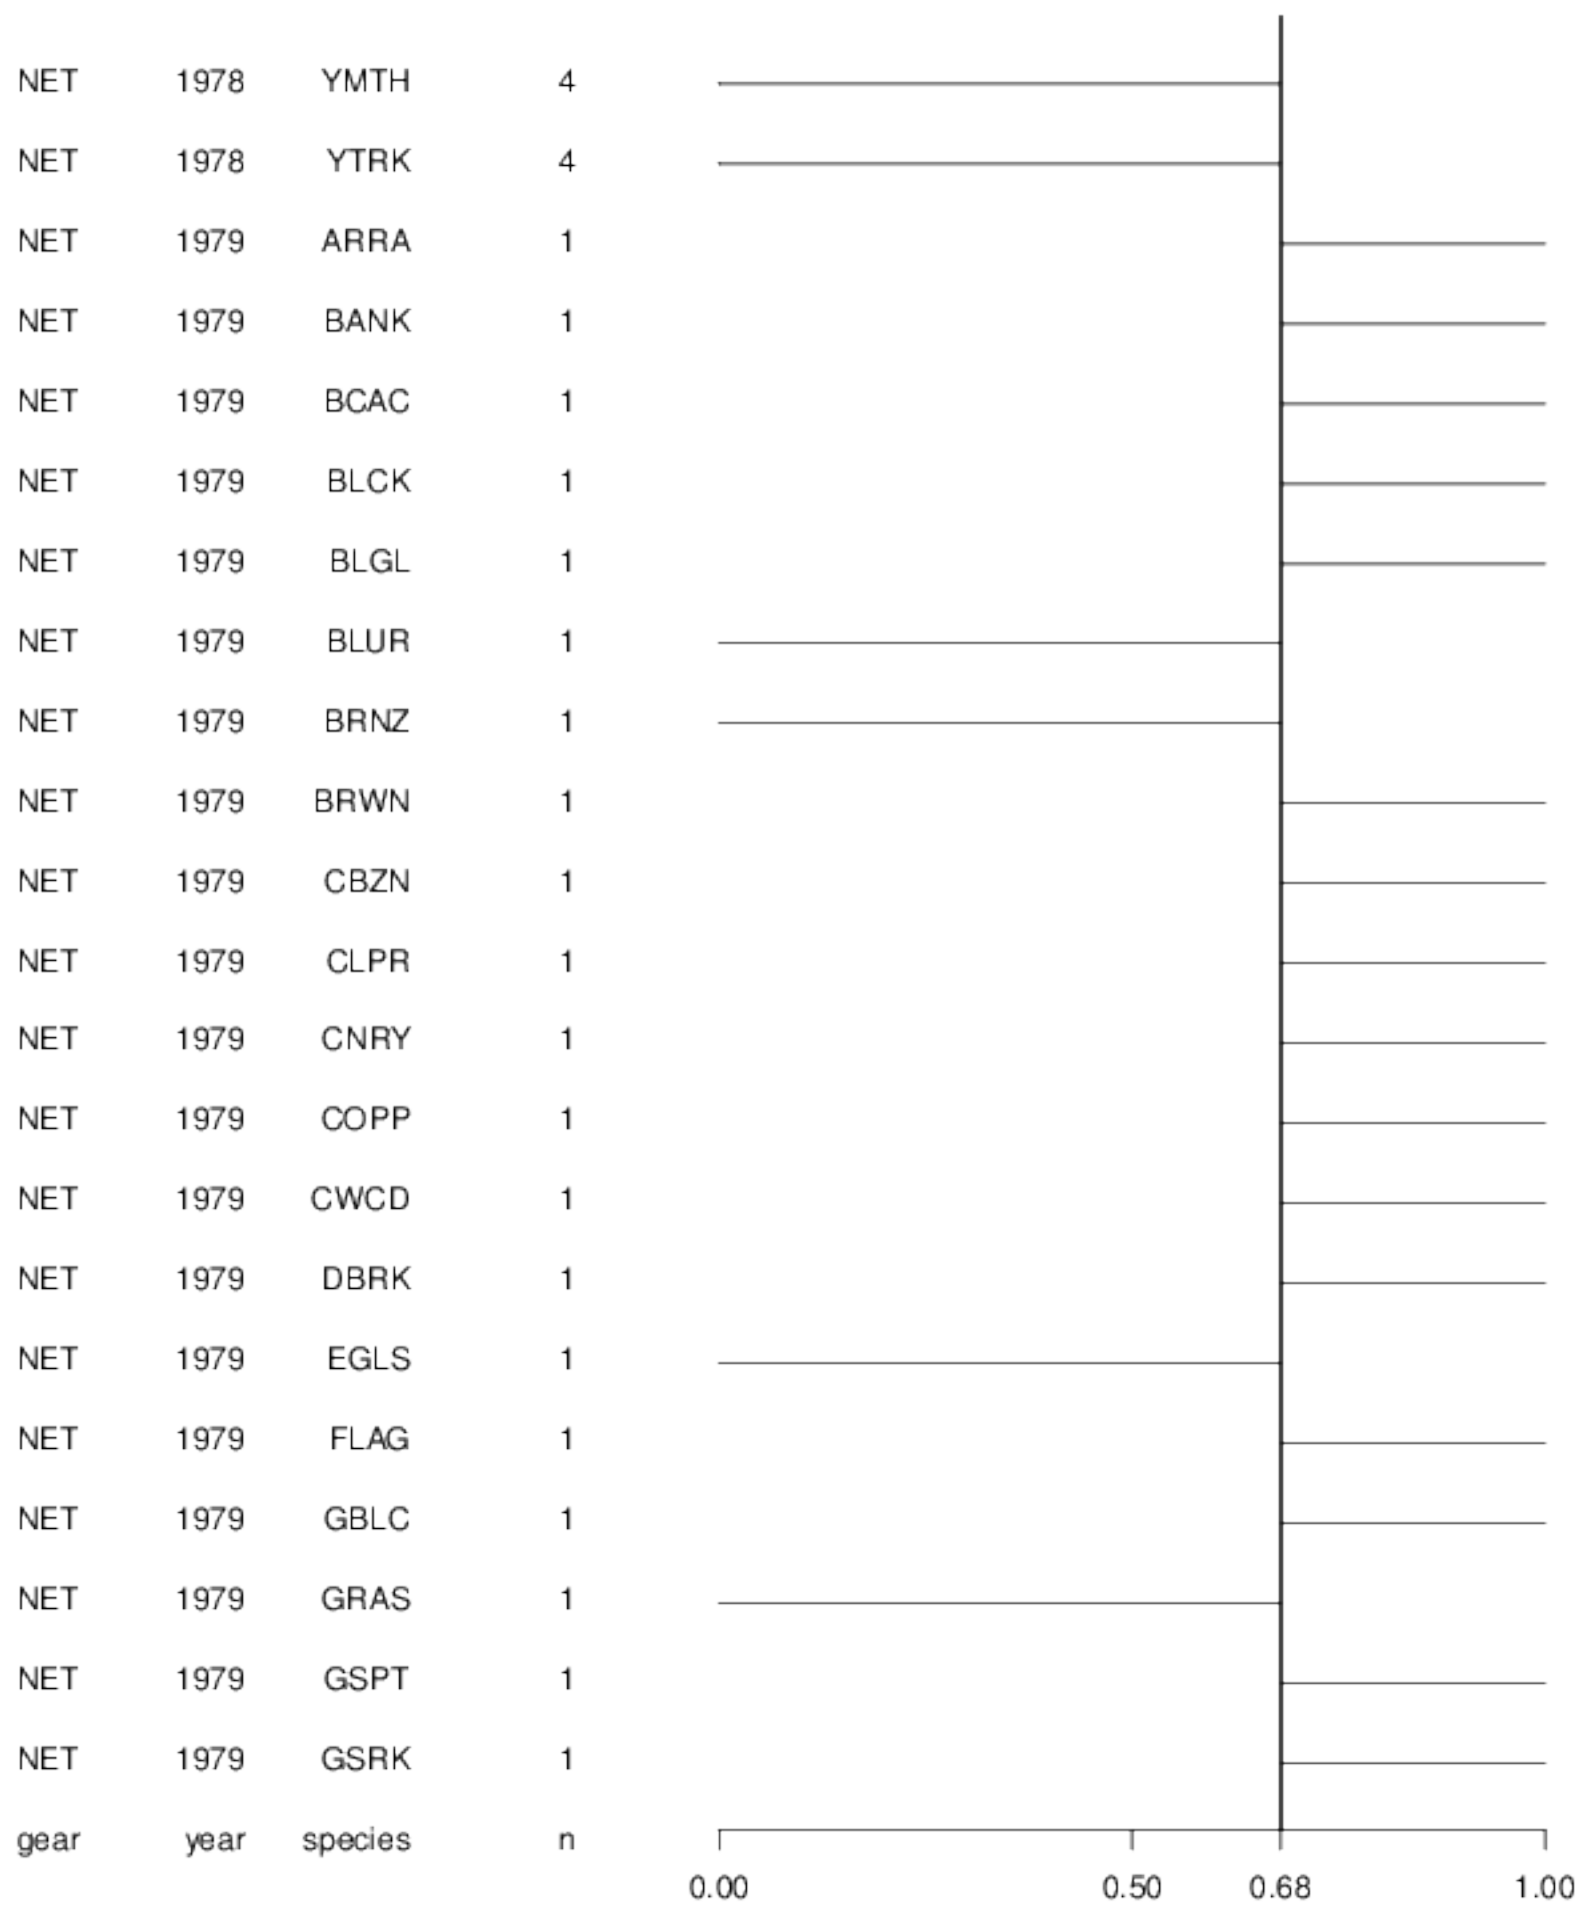 NET 1978 YMTH 4
NET 1978 YTRK 4
NET 1979 ARRA 1
NET 1979 BANK 1
NET 1979 BCAC 1
NET 1979 BLCK 1
NET 1979 BLGL 1
NET 1979 BLUR 1
NET 1979 BRNZ 1
NET 1979 BRWN 1
NET 1979 CBZN 1
NET 1979 CLPR 1
NET 1979 CNRY 1
NET 1979 COPP 1
NET 1979 CWCD 1
NET 1979 DBRK 1
NET 1979 EGLS 1
NET 1979 FLAG 1
NET 1979 GBLC 1
NET 1979 GRAS 1
NET 1979 GSPT 1
NET 1979 GSRK 1
gear year species n
0.00 0.50 0.68 1.00